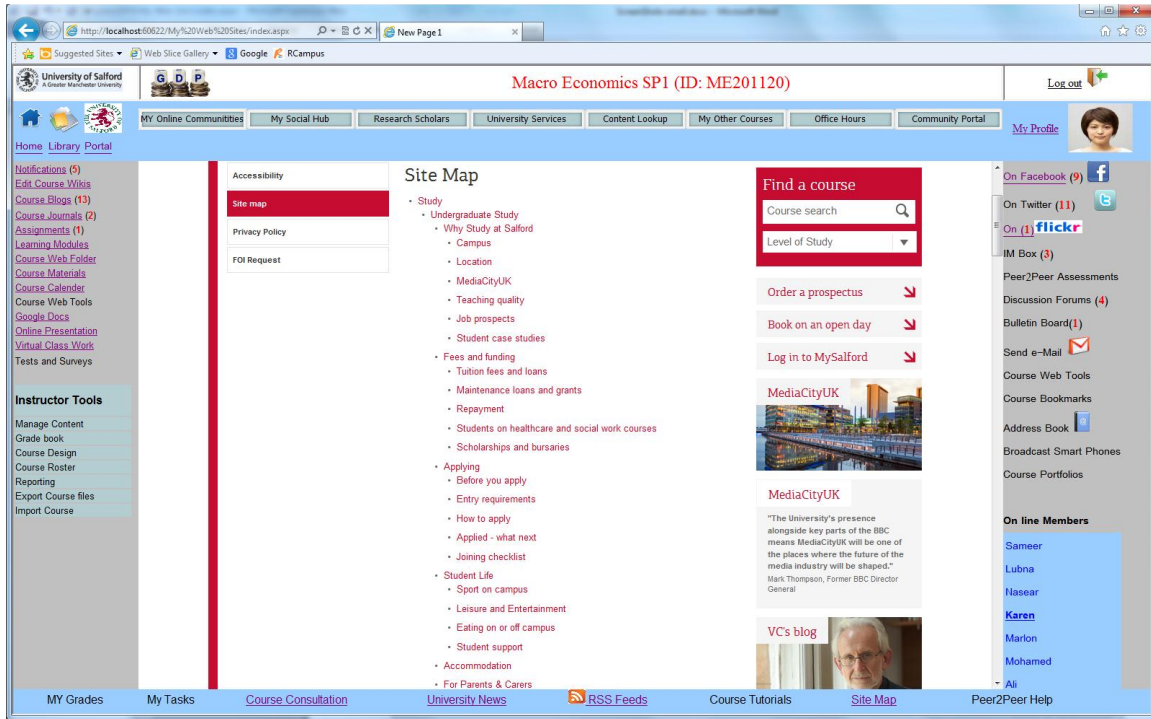 http://localhost:60622/My%20Web%20Sites/index.aspx
New Page 1
Suggested Sites
Web Slice Gallery
Google
RCampus
University of Salford
A Greater Manchester University
G D P
Macro Economics SP1 (ID: ME201120)
Log out
MY Online Communitities
My Social Hub
Research Scholars
University Services
Content Lookup
My Other Courses
Office Hours
Community Portal
My Profile
Home Library Portal
Notifications (5)
Edit Course Wikis
Course Blogs (13)
Course Journals (2)
Assignments (1)
Learning Modules
Course Web Folder
Course Materials
Course Calender
Course Web Tools
Google Docs
Online Presentation
Virtual Class Work
Tests and Surveys
Instructor Tools
Manage Content
Grade book
Course Design
Course Roster
Reporting
Export Course files
Import Course
Accessibility
Site map
Privacy Policy
FOI Request
Site Map
Study
Undergraduate Study
Why Study at Salford
Campus
Location
MediaCityUK
Teaching quality
Job prospects
Student case studies
Fees and funding
Tuition fees and loans
Maintenance loans and grants
Repayment
Students on healthcare and social work courses
Scholarships and bursaries
Applying
Before you apply
Entry requirements
How to apply
Applied - what next
Joining checklist
Student Life
Sport on campus
Leisure and Entertainment
Eating on or off campus
Student support
Accommodation
For Parents & Carers
Find a course
Course search
Level of Study
Order a prospectus
Book on an open day
Log in to MySalford
MediaCityUK
MediaCityUK
"The University's presence
alongside key parts of the BBC
means MediaCityUK will be one of
the places where the future of the
media industry will be shaped."
Mark Thompson, Former BBC Director
General
VC's blog
On Facebook (9)
On Twitter (11)
On (1) flickr
IM Box (3)
Peer2Peer Assessments
Discussion Forums (4)
Bulletin Board(1)
Send e-Mail
Course Web Tools
Course Bookmarks
Address Book
Broadcast Smart Phones
Course Portfolios
On line Members
Sameer
Lubna
Nasear
Karen
Marlon
Mohamed
Ali
MY Grades
My Tasks
Course Consultation
University News
RSS Feeds
Course Tutorials
Site Map
Peer2Peer Help